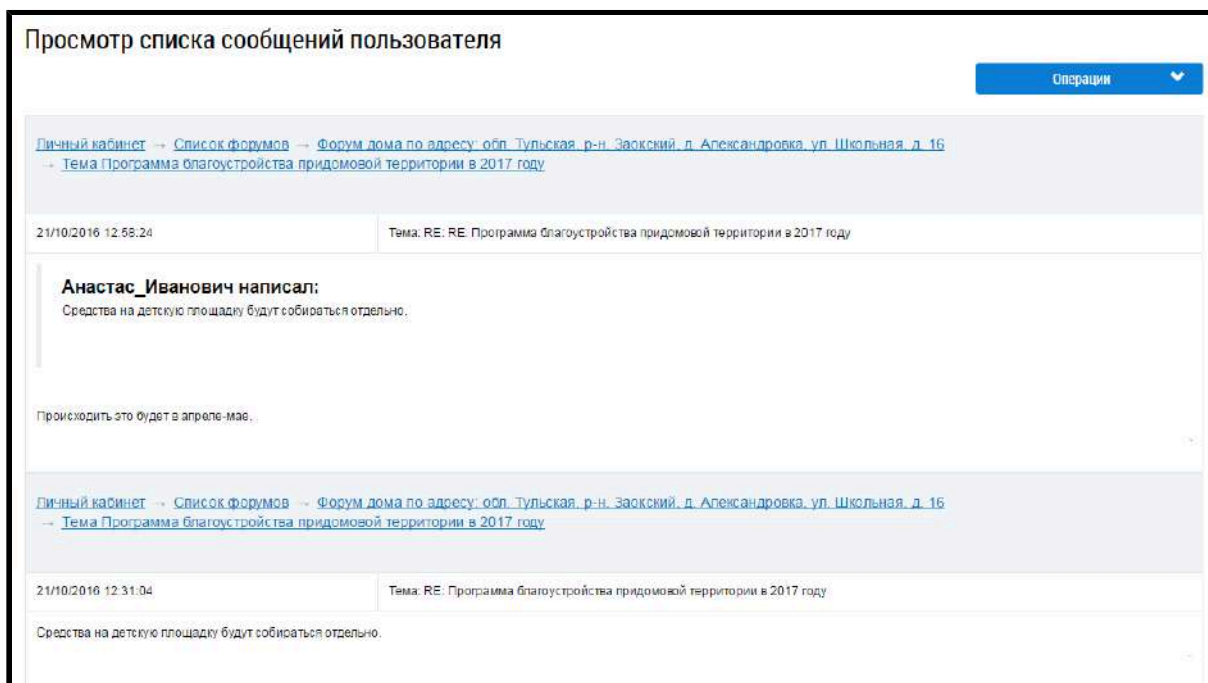 Просмотр списка сообщений пользователя
Операции
Личный кабинет → Список форумов → Форум дома по адресу: обл. Тульская, р-н. Заокский, д. Александровка, ул. Школьная, д. 16
→ Тема Программа благоустройства придомовой территории в 2017 году
21/10/2016 12:58:24 Тема: RE: RE: Программа благоустройства придомовой территории в 2017 году
Анастас_Иванович написал:
Средства на детскую площадку будут собираться отдельно.
Происходить это будет в апреле-мае.
Личный кабинет → Список форумов → Форум дома по адресу: обл. Тульская, р-н. Заокский, д. Александровка, ул. Школьная, д. 16
→ Тема Программа благоустройства придомовой территории в 2017 году
21/10/2016 12:31:04 Тема: RE: Программа благоустройства придомовой территории в 2017 году
Средства на детскую площадку будут собираться отдельно.